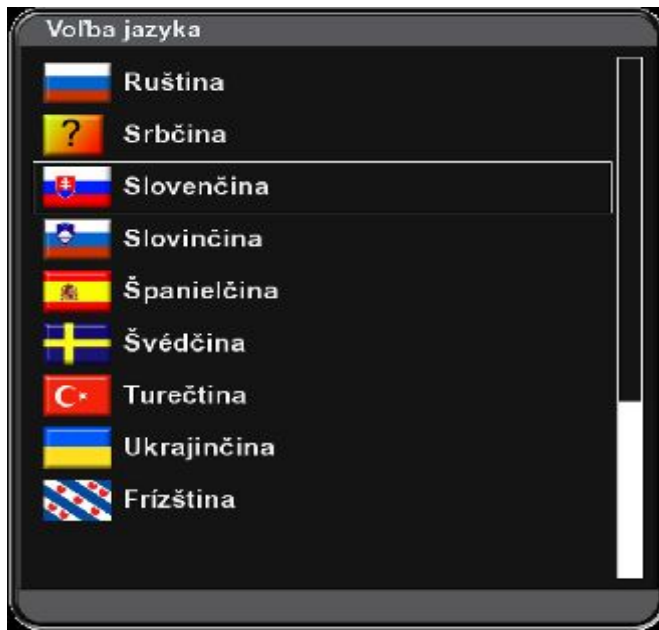 Voľba jazyka
Ruština
?
Srbčina
Slovenčina
Slovinčina
Španielčina
Švédčina
Turečtina
Ukrajinčina
Frízština